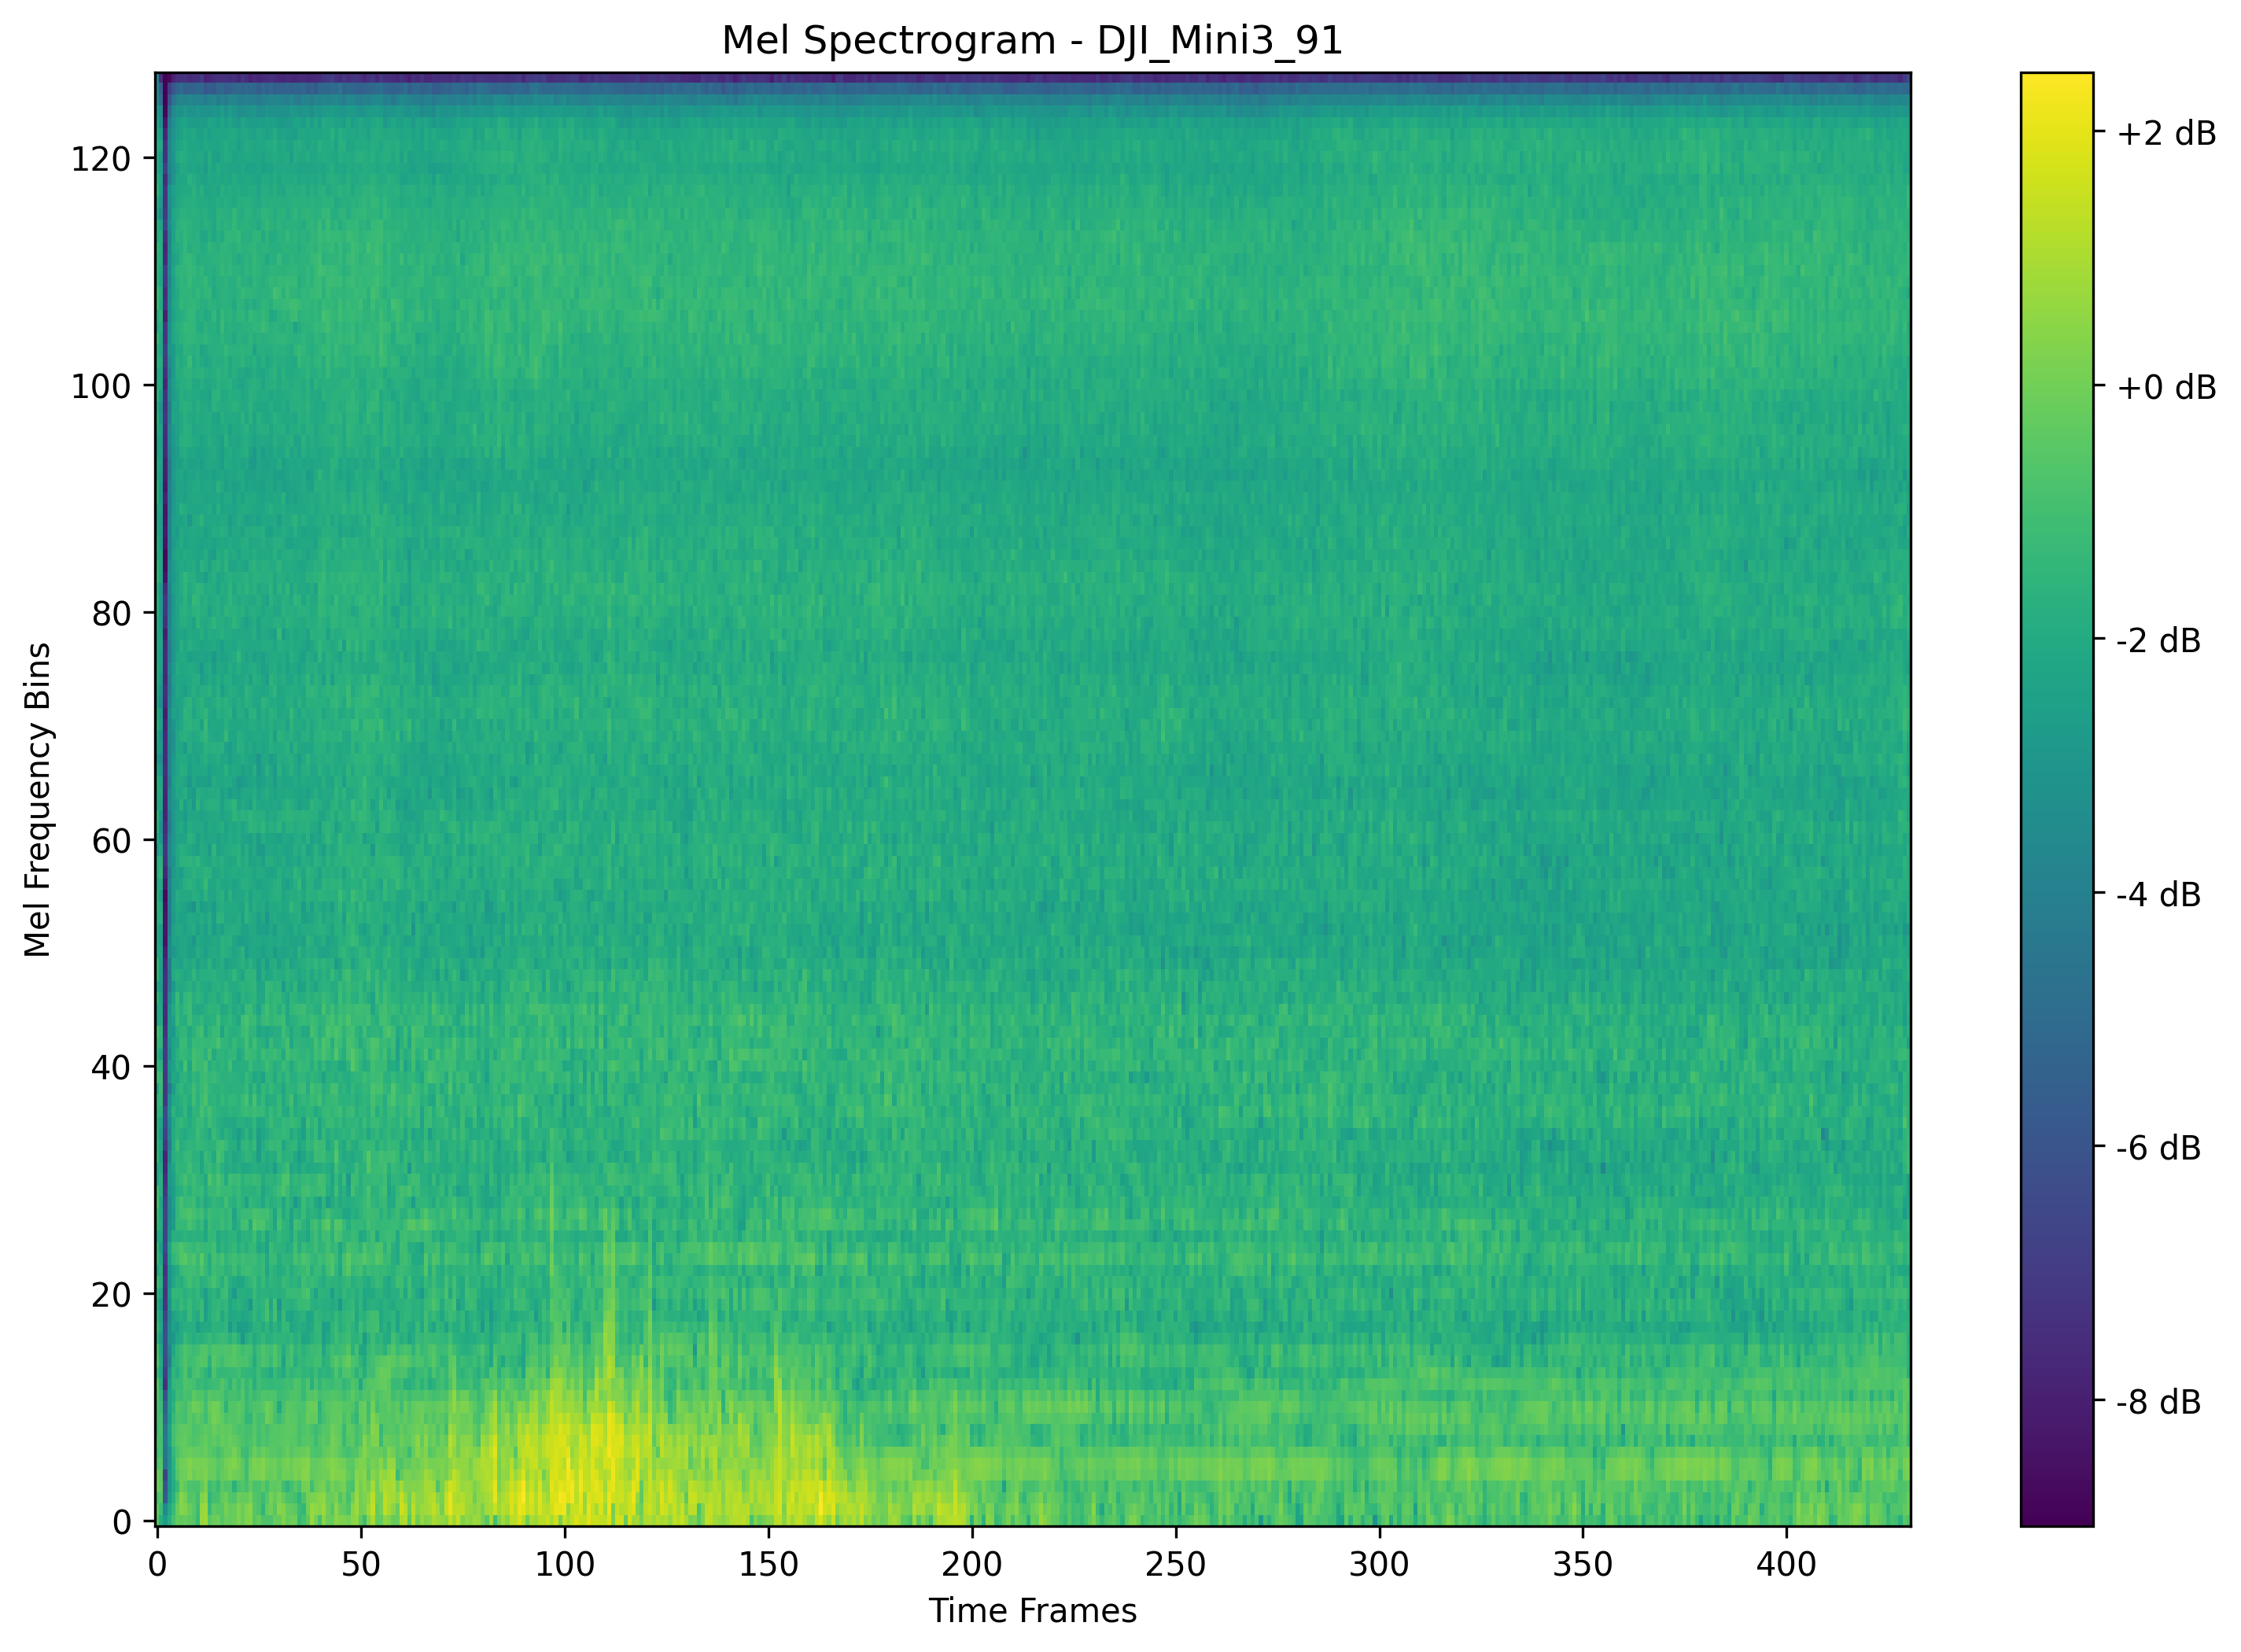 Mel Spectrogram - DJI_Mini3_91
Mel Frequency Bins
120
100
80
60
40
20
0
0 50 100 150 200 250 300 350 400
Time Frames
+2 dB
+0 dB
-2 dB
-4 dB
-6 dB
-8 dB